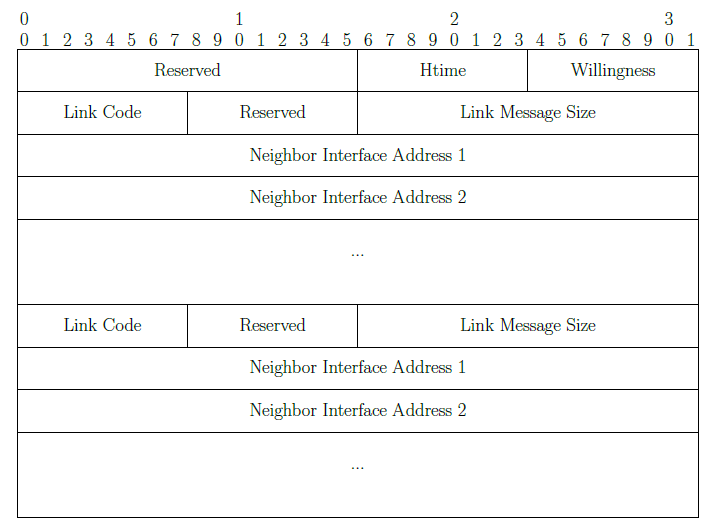 0 1 2 3
0 1 2 3 4 5 6 7 8 9 0 1 2 3 4 5 6 7 8 9 0 1 2 3 4 5 6 7 8 9 0 1
Reserved Htime Willingness
Link Code Reserved Link Message Size
Neighbor Interface Address 1
Neighbor Interface Address 2
...
Link Code Reserved Link Message Size
Neighbor Interface Address 1
Neighbor Interface Address 2
...